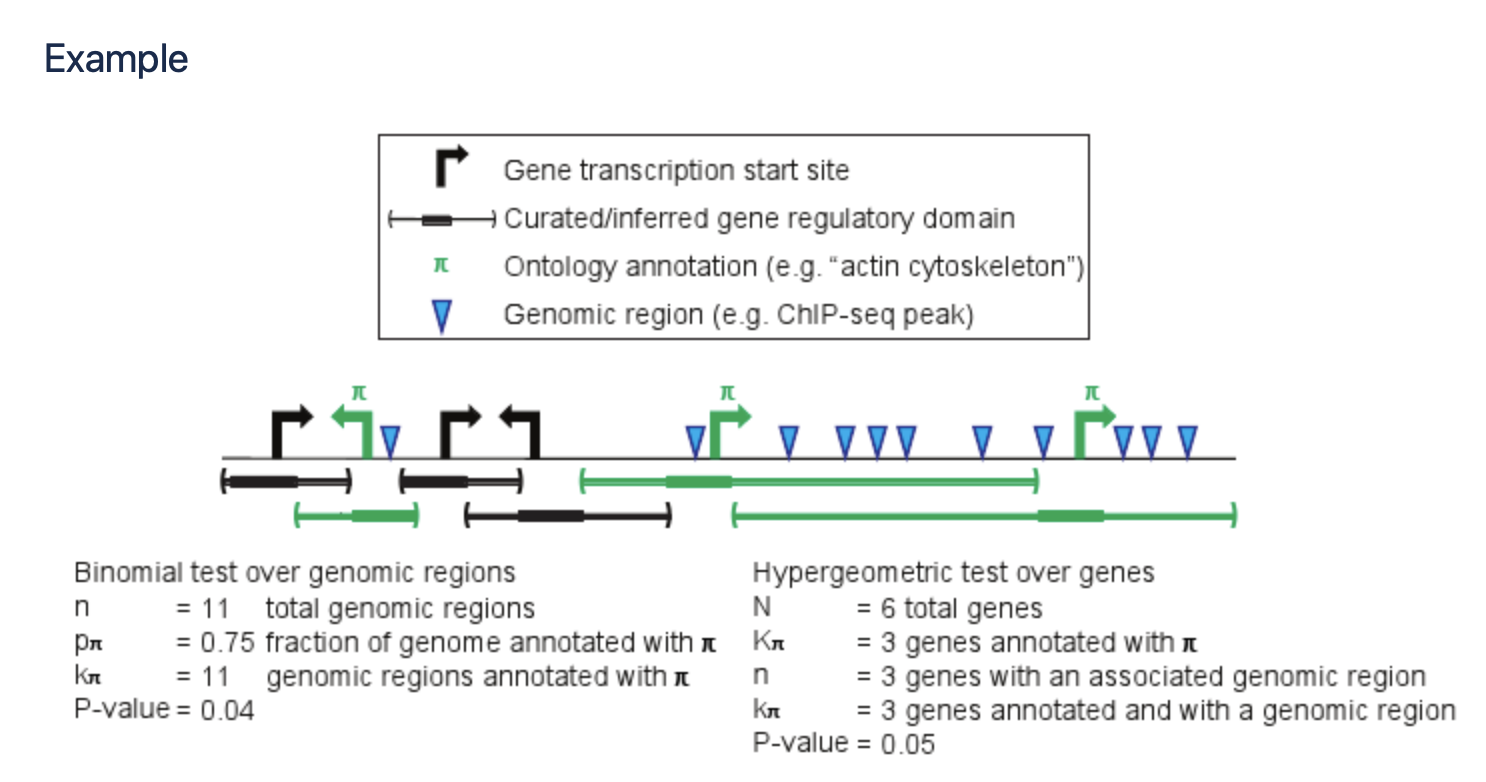 Example
Gene transcription start site
Curated/inferred gene regulatory domain
π Ontology annotation (e.g. “actin cytoskeleton”)
Genomic region (e.g. ChIP-seq peak)
π π π
Binomial test over genomic regions
n = 11 total genomic regions
pπ = 0.75 fraction of genome annotated with π
kπ = 11 genomic regions annotated with π
P-value = 0.04
Hypergeometric test over genes
N = 6 total genes
Kπ = 3 genes annotated with π
n = 3 genes with an associated genomic region
kπ = 3 genes annotated and with a genomic region
P-value = 0.05